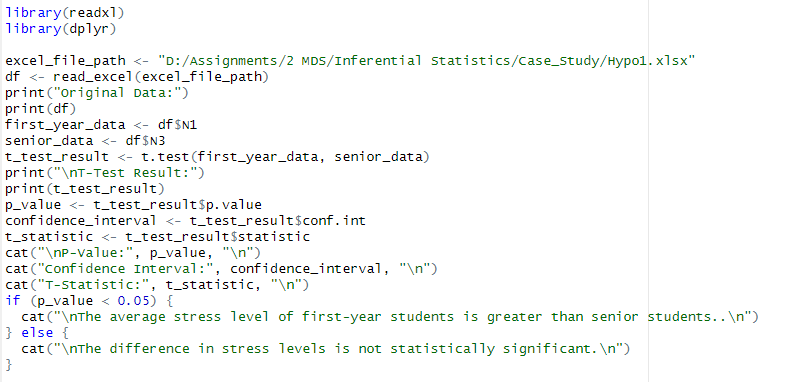 library(readxl)
library(dplyr)
excel_file_path <- "D:/Assignments/2 MDS/Inferential Statistics/Case_Study/Hypo1.xlsx"
df <- read_excel(excel_file_path)
print("Original Data:")
print(df)
first_year_data <- df$N1
senior_data <- df$N3
t_test_result <- t.test(first_year_data, senior_data)
print("\nT-Test Result:")
print(t_test_result)
p_value <- t_test_result$p.value
confidence_interval <- t_test_result$conf.int
t_statistic <- t_test_result$statistic
cat("\nP-Value:", p_value, "\n")
cat("Confidence Interval:", confidence_interval, "\n")
cat("T-Statistic:", t_statistic, "\n")
if (p_value < 0.05) {
  cat("\nThe average stress level of first-year students is greater than senior students..\n")
} else {
  cat("\nThe difference in stress levels is not statistically significant.\n")
}